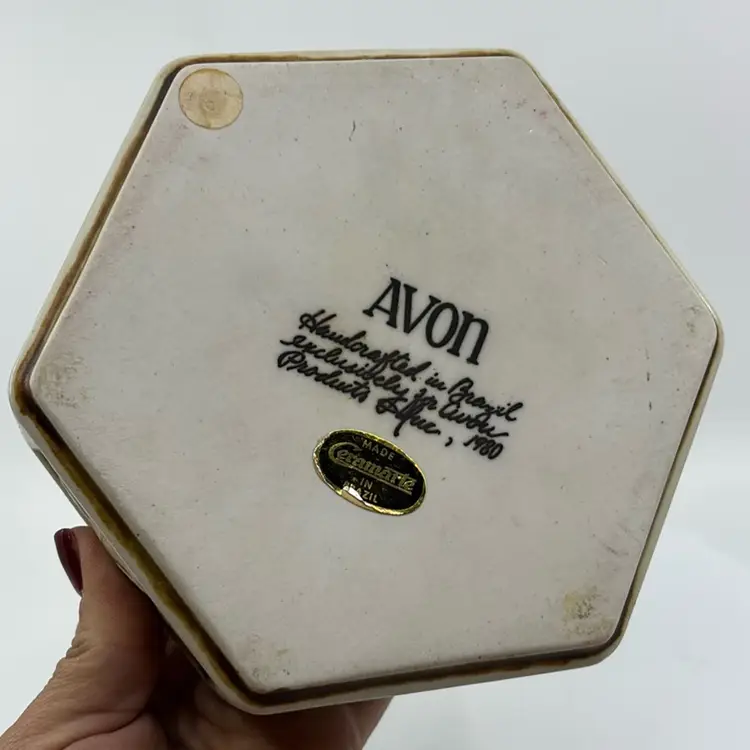 AVON
Handcrafted in Brazil
exclusively for Avon
Products Inc., 1980
MADE
Ceramarte
IN
BRAZIL